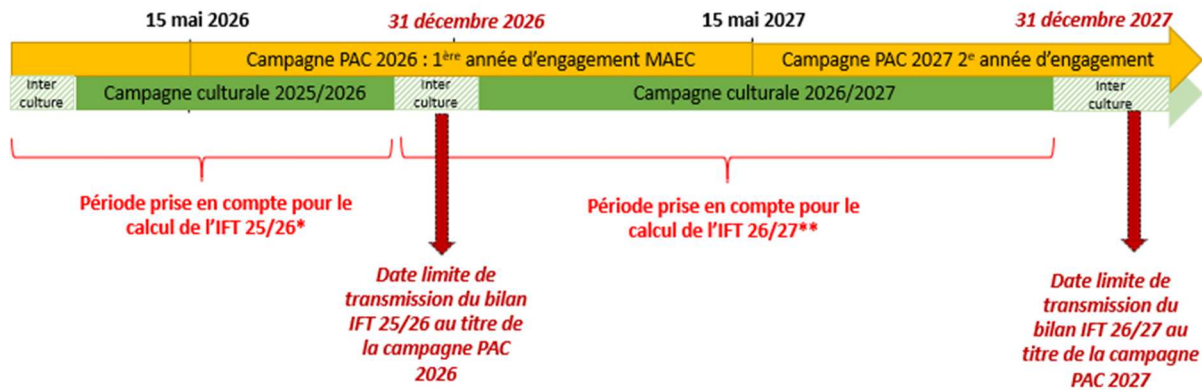 15 mai 2026
31 décembre 2026
15 mai 2027
31 décembre 2027
Campagne PAC 2026 : 1ère année d’engagement MAEC
Campagne PAC 2027 2e année d’engagement
Inter
culture
Campagne culturale 2025/2026
Inter
culture
Campagne culturale 2026/2027
Inter
culture
Période prise en compte pour le
calcul de l’IFT 25/26*
Période prise en compte pour le
calcul de l’IFT 26/27**
Date limite de
transmission du bilan
IFT 25/26 au titre de
la campagne PAC
2026
Date limite de
transmission du
bilan IFT 26/27 au
titre de la campagne
PAC 2027